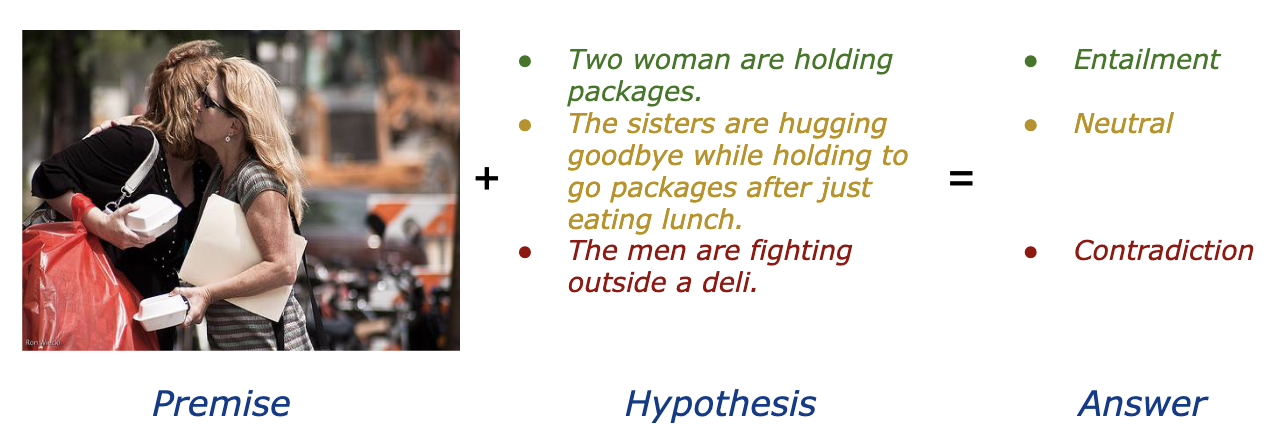 Two woman are holding
packages.
The sisters are hugging
goodbye while holding to
go packages after just
eating lunch.
The men are fighting
outside a deli.
+
=
Entailment
Neutral
Contradiction
Premise
Hypothesis
Answer